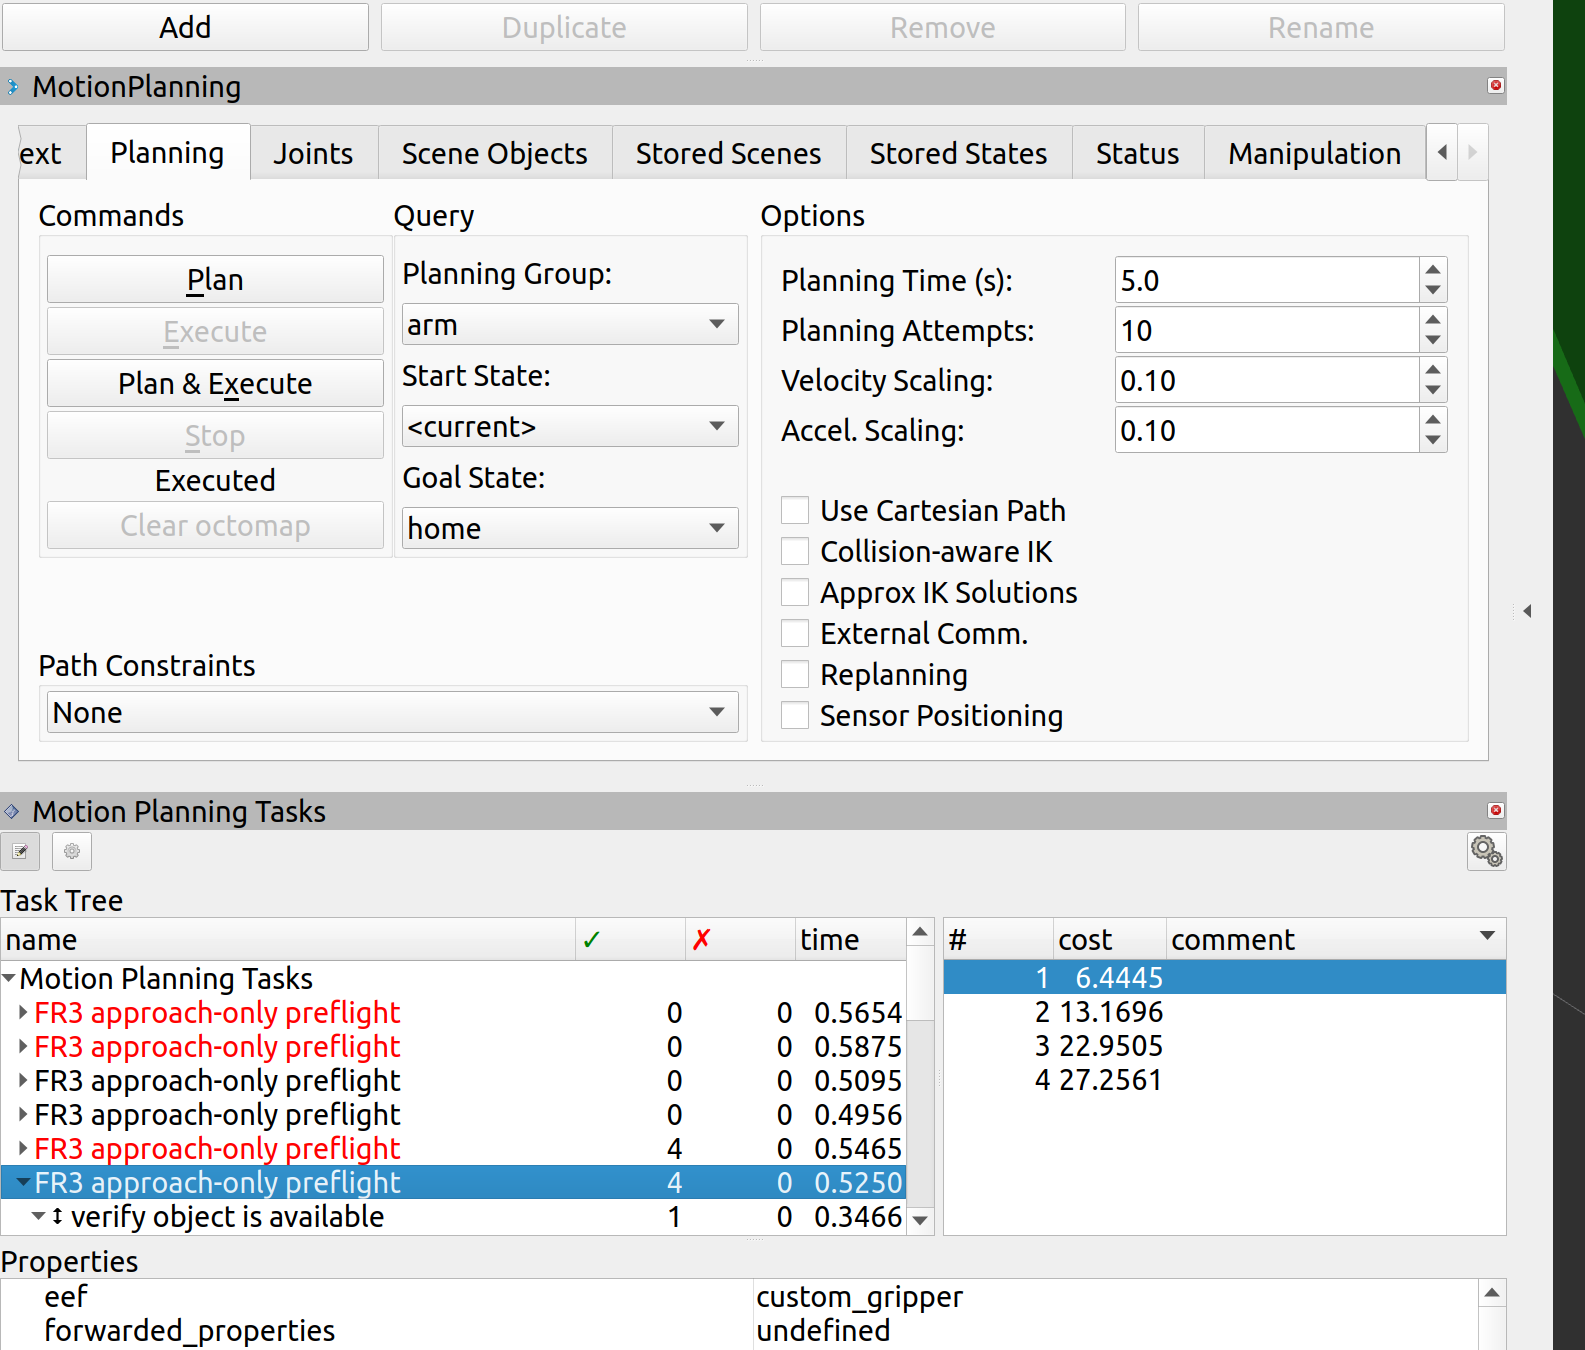 Add Duplicate Remove Rename
MotionPlanning
ext Planning Joints Scene Objects Stored Scenes Stored States Status Manipulation
Commands
Plan
Execute
Plan & Execute
Stop
Executed
Clear octomap
Query
Planning Group:
arm
Start State:
<current>
Goal State:
home
Path Constraints
None
Options
Planning Time (s): 5.0
Planning Attempts: 10
Velocity Scaling: 0.10
Accel. Scaling: 0.10
Use Cartesian Path
Collision-aware IK
Approx IK Solutions
External Comm.
Replanning
Sensor Positioning
Motion Planning Tasks
Task Tree
name ✓ ✗ time
Motion Planning Tasks
FR3 approach-only preflight 0 0 0.5654
FR3 approach-only preflight 0 0 0.5875
FR3 approach-only preflight 0 0 0.5095
FR3 approach-only preflight 0 0 0.4956
FR3 approach-only preflight 4 0 0.5465
FR3 approach-only preflight 4 0 0.5250
verify object is available 1 0 0.3466
# cost comment
1 6.4445
2 13.1696
3 22.9505
4 27.2561
Properties
eef custom_gripper
forwarded_properties undefined